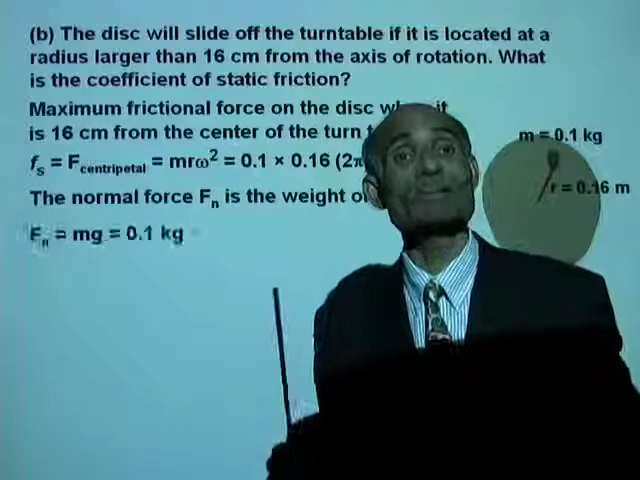 (b) The disc will slide off the turntable if it is located at a
radius larger than 16 cm from the axis of rotation. What
is the coefficient of static friction?
Maximum frictional force on the disc it
is 16 cm from the center of the turn
m = 0.1 kg
fₛ = F_centripetal = mrω² = 0.1 × 0.16 (2π
r = 0.16 m
The normal force Fₙ is the weight
Fₙ = mg = 0.1 kg